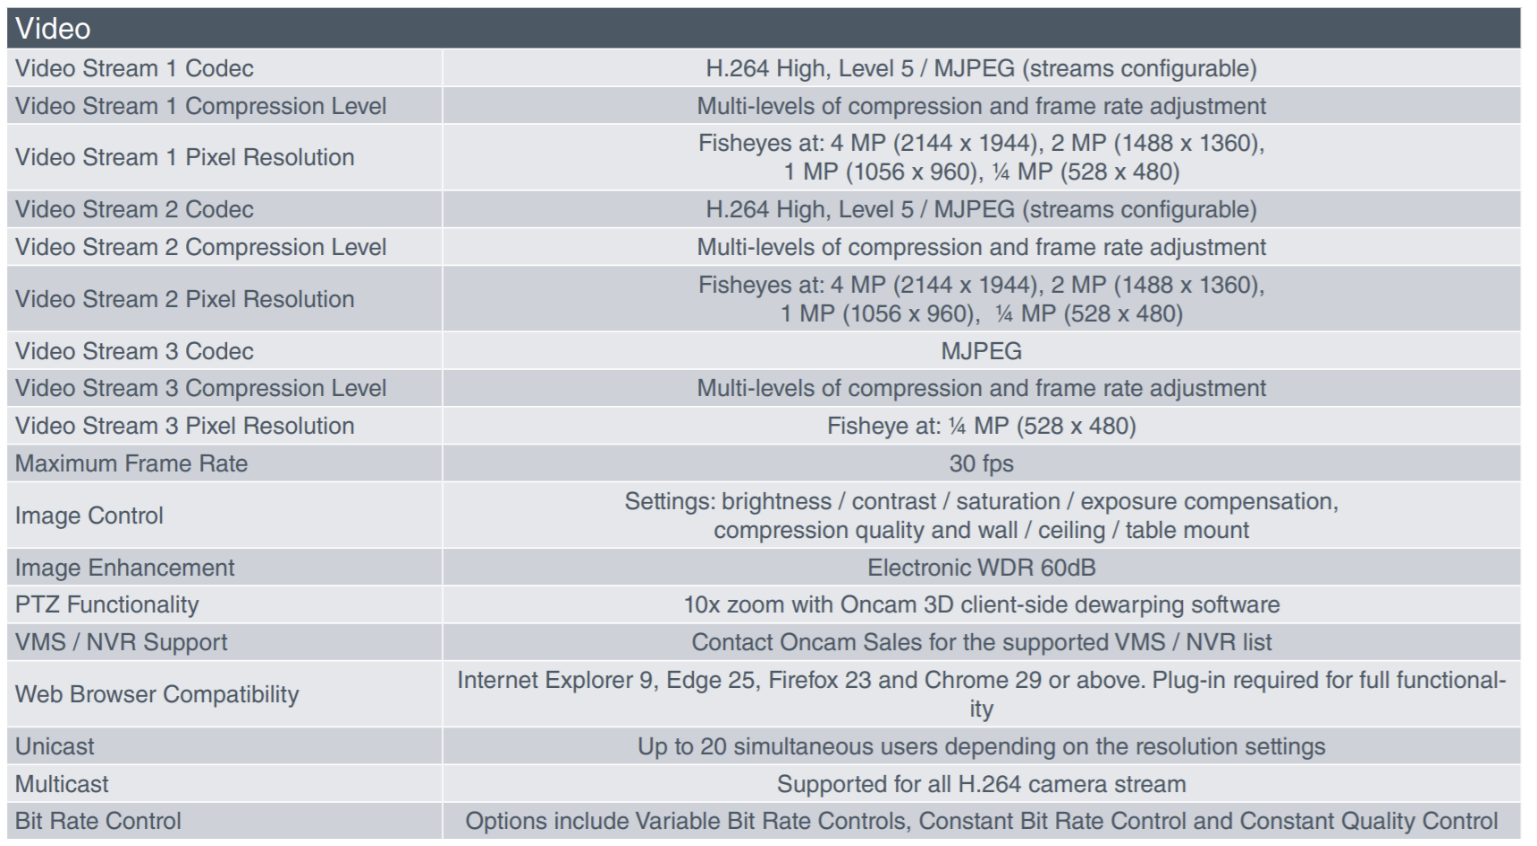 Video
Video Stream 1 Codec
H.264 High, Level 5 / MJPEG (streams configurable)
Video Stream 1 Compression Level
Multi-levels of compression and frame rate adjustment
Video Stream 1 Pixel Resolution
Fisheyes at: 4 MP (2144 x 1944), 2 MP (1488 x 1360),
1 MP (1056 x 960), ¼ MP (528 x 480)
Video Stream 2 Codec
H.264 High, Level 5 / MJPEG (streams configurable)
Video Stream 2 Compression Level
Multi-levels of compression and frame rate adjustment
Video Stream 2 Pixel Resolution
Fisheyes at: 4 MP (2144 x 1944), 2 MP (1488 x 1360),
1 MP (1056 x 960), ¼ MP (528 x 480)
Video Stream 3 Codec
MJPEG
Video Stream 3 Compression Level
Multi-levels of compression and frame rate adjustment
Video Stream 3 Pixel Resolution
Fisheye at: ¼ MP (528 x 480)
Maximum Frame Rate
30 fps
Image Control
Settings: brightness / contrast / saturation / exposure compensation,
compression quality and wall / ceiling / table mount
Image Enhancement
Electronic WDR 60dB
PTZ Functionality
10x zoom with Oncam 3D client-side dewarping software
VMS / NVR Support
Contact Oncam Sales for the supported VMS / NVR list
Web Browser Compatibility
Internet Explorer 9, Edge 25, Firefox 23 and Chrome 29 or above. Plug-in required for full functional-
ity
Unicast
Up to 20 simultaneous users depending on the resolution settings
Multicast
Supported for all H.264 camera stream
Bit Rate Control
Options include Variable Bit Rate Controls, Constant Bit Rate Control and Constant Quality Control